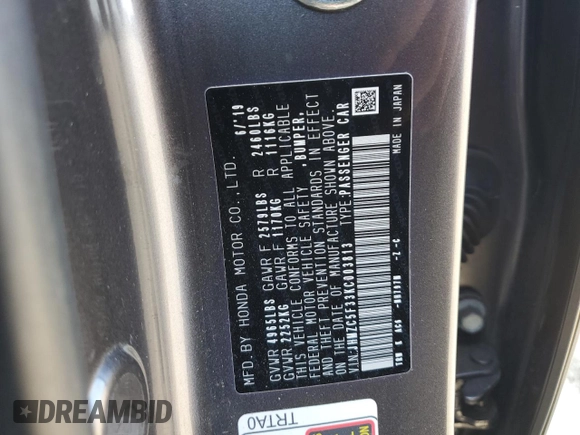 MFD.BY HONDA MOTOR CO.,LTD. 6/'19
GVWR 4965LBS GAWR F 2579LBS R 2460LBS
GVWR 2252KG GAWR F 1170KG R 1116KG
THIS VEHICLE CONFORMS TO ALL APPLICABLE
FEDERAL MOTOR VEHICLE SAFETY ,BUMPER,
AND THEFT PREVENTION STANDARDS IN EFFECT
ON THE DATE OF MANUFACTURE SHOWN ABOVE.
V.I.N.:JHMZC5F33KC003013 TYPE:PASSENGER CAR
MADE IN JAPAN
TRTA0
DREAMBID